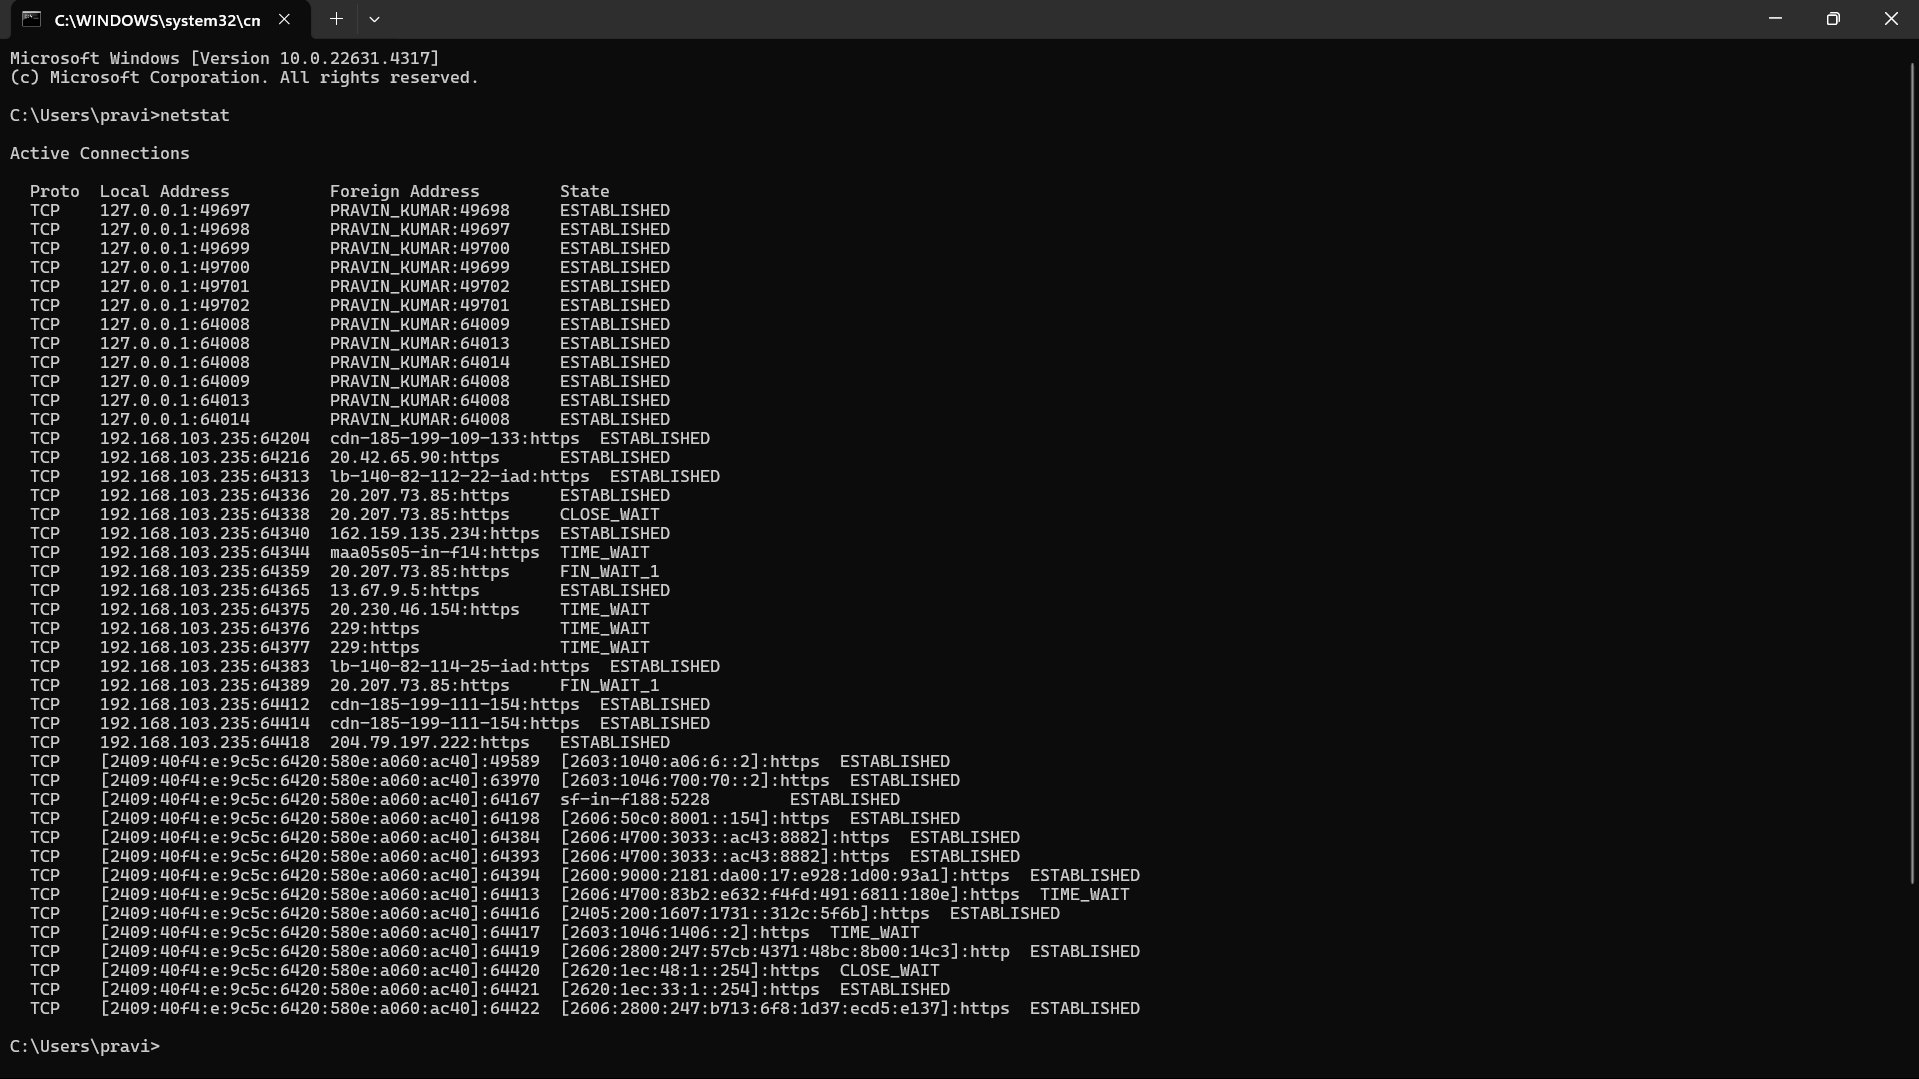 C:\WINDOWS\system32\cn
Microsoft Windows [Version 10.0.22631.4317]
(c) Microsoft Corporation. All rights reserved.
C:\Users\pravi>netstat
Active Connections
Proto  Local Address          Foreign Address        State
TCP    127.0.0.1:49697        PRAVIN_KUMAR:49698     ESTABLISHED
TCP    127.0.0.1:49698        PRAVIN_KUMAR:49697     ESTABLISHED
TCP    127.0.0.1:49699        PRAVIN_KUMAR:49700     ESTABLISHED
TCP    127.0.0.1:49700        PRAVIN_KUMAR:49699     ESTABLISHED
TCP    127.0.0.1:49701        PRAVIN_KUMAR:49702     ESTABLISHED
TCP    127.0.0.1:49702        PRAVIN_KUMAR:49701     ESTABLISHED
TCP    127.0.0.1:64008        PRAVIN_KUMAR:64009     ESTABLISHED
TCP    127.0.0.1:64008        PRAVIN_KUMAR:64013     ESTABLISHED
TCP    127.0.0.1:64008        PRAVIN_KUMAR:64014     ESTABLISHED
TCP    127.0.0.1:64009        PRAVIN_KUMAR:64008     ESTABLISHED
TCP    127.0.0.1:64013        PRAVIN_KUMAR:64008     ESTABLISHED
TCP    127.0.0.1:64014        PRAVIN_KUMAR:64008     ESTABLISHED
TCP    192.168.103.235:64204  cdn-185-199-109-133:https  ESTABLISHED
TCP    192.168.103.235:64216  20.42.65.90:https      ESTABLISHED
TCP    192.168.103.235:64313  lb-140-82-112-22-iad:https  ESTABLISHED
TCP    192.168.103.235:64336  20.207.73.85:https     ESTABLISHED
TCP    192.168.103.235:64338  20.207.73.85:https     CLOSE_WAIT
TCP    192.168.103.235:64340  162.159.135.234:https  ESTABLISHED
TCP    192.168.103.235:64344  maa05s05-in-f14:https  TIME_WAIT
TCP    192.168.103.235:64359  20.207.73.85:https     FIN_WAIT_1
TCP    192.168.103.235:64365  13.67.9.5:https        ESTABLISHED
TCP    192.168.103.235:64375  20.230.46.154:https    TIME_WAIT
TCP    192.168.103.235:64376  229:https              TIME_WAIT
TCP    192.168.103.235:64377  229:https              TIME_WAIT
TCP    192.168.103.235:64383  lb-140-82-114-25-iad:https  ESTABLISHED
TCP    192.168.103.235:64389  20.207.73.85:https     FIN_WAIT_1
TCP    192.168.103.235:64412  cdn-185-199-111-154:https  ESTABLISHED
TCP    192.168.103.235:64414  cdn-185-199-111-154:https  ESTABLISHED
TCP    192.168.103.235:64418  204.79.197.222:https   ESTABLISHED
TCP    [2409:40f4:e:9c5c:6420:580e:a060:ac40]:49589  [2603:1040:a06:6::2]:https  ESTABLISHED
TCP    [2409:40f4:e:9c5c:6420:580e:a060:ac40]:63970  [2603:1046:700:70::2]:https  ESTABLISHED
TCP    [2409:40f4:e:9c5c:6420:580e:a060:ac40]:64167  sf-in-f188:5228        ESTABLISHED
TCP    [2409:40f4:e:9c5c:6420:580e:a060:ac40]:64198  [2606:50c0:8001::154]:https  ESTABLISHED
TCP    [2409:40f4:e:9c5c:6420:580e:a060:ac40]:64384  [2606:4700:3033::ac43:8882]:https  ESTABLISHED
TCP    [2409:40f4:e:9c5c:6420:580e:a060:ac40]:64393  [2606:4700:3033::ac43:8882]:https  ESTABLISHED
TCP    [2409:40f4:e:9c5c:6420:580e:a060:ac40]:64394  [2600:9000:2181:da00:17:e928:1d00:93a1]:https  ESTABLISHED
TCP    [2409:40f4:e:9c5c:6420:580e:a060:ac40]:64413  [2606:4700:83b2:e632:f4fd:491:6811:180e]:https  TIME_WAIT
TCP    [2409:40f4:e:9c5c:6420:580e:a060:ac40]:64416  [2405:200:1607:1731::312c:5f6b]:https  ESTABLISHED
TCP    [2409:40f4:e:9c5c:6420:580e:a060:ac40]:64417  [2603:1046:1406::2]:https  TIME_WAIT
TCP    [2409:40f4:e:9c5c:6420:580e:a060:ac40]:64419  [2606:2800:247:57cb:4371:48bc:8b00:14c3]:http  ESTABLISHED
TCP    [2409:40f4:e:9c5c:6420:580e:a060:ac40]:64420  [2620:1ec:48:1::254]:https  CLOSE_WAIT
TCP    [2409:40f4:e:9c5c:6420:580e:a060:ac40]:64421  [2620:1ec:33:1::254]:https  ESTABLISHED
TCP    [2409:40f4:e:9c5c:6420:580e:a060:ac40]:64422  [2606:2800:247:b713:6f8:1d37:ecd5:e137]:https  ESTABLISHED
C:\Users\pravi>